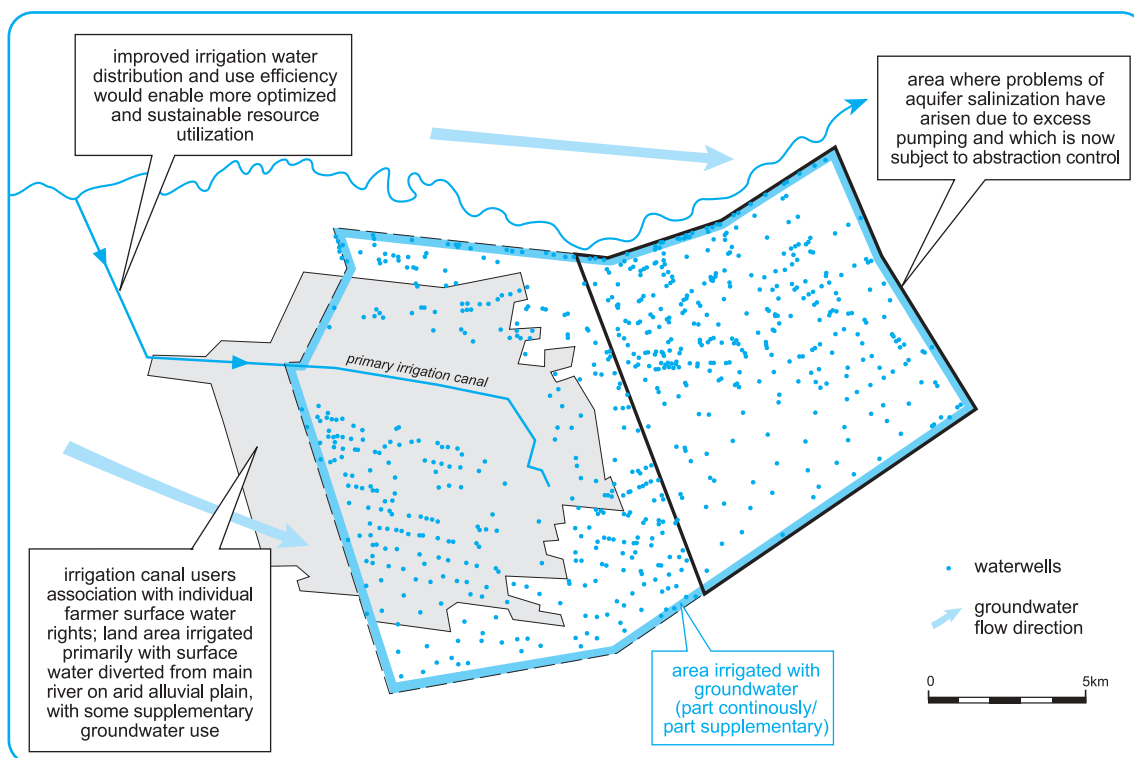 improved irrigation water
distribution and use efficiency
would enable more optimized
and sustainable resource
utilization
area where problems of
aquifer salinization have
arisen due to excess
pumping and which is now
subject to abstraction control
primary irrigation canal
irrigation canal users
association with individual
farmer surface water
rights; land area irrigated
primarily with surface
water diverted from main
river on arid alluvial plain,
with some supplementary
groundwater use
area irrigated with
groundwater
(part continously/
part supplementary)
waterwells
groundwater
flow direction
0 5km